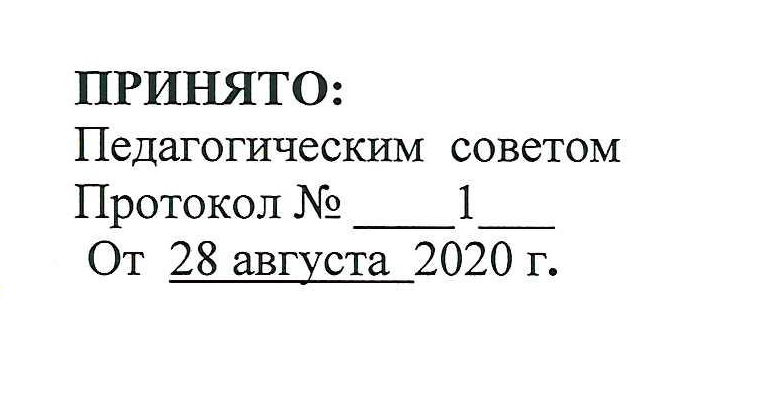 ПРИНЯТО:
Педагогическим советом
Протокол № ____1___
От 28 августа 2020 г.